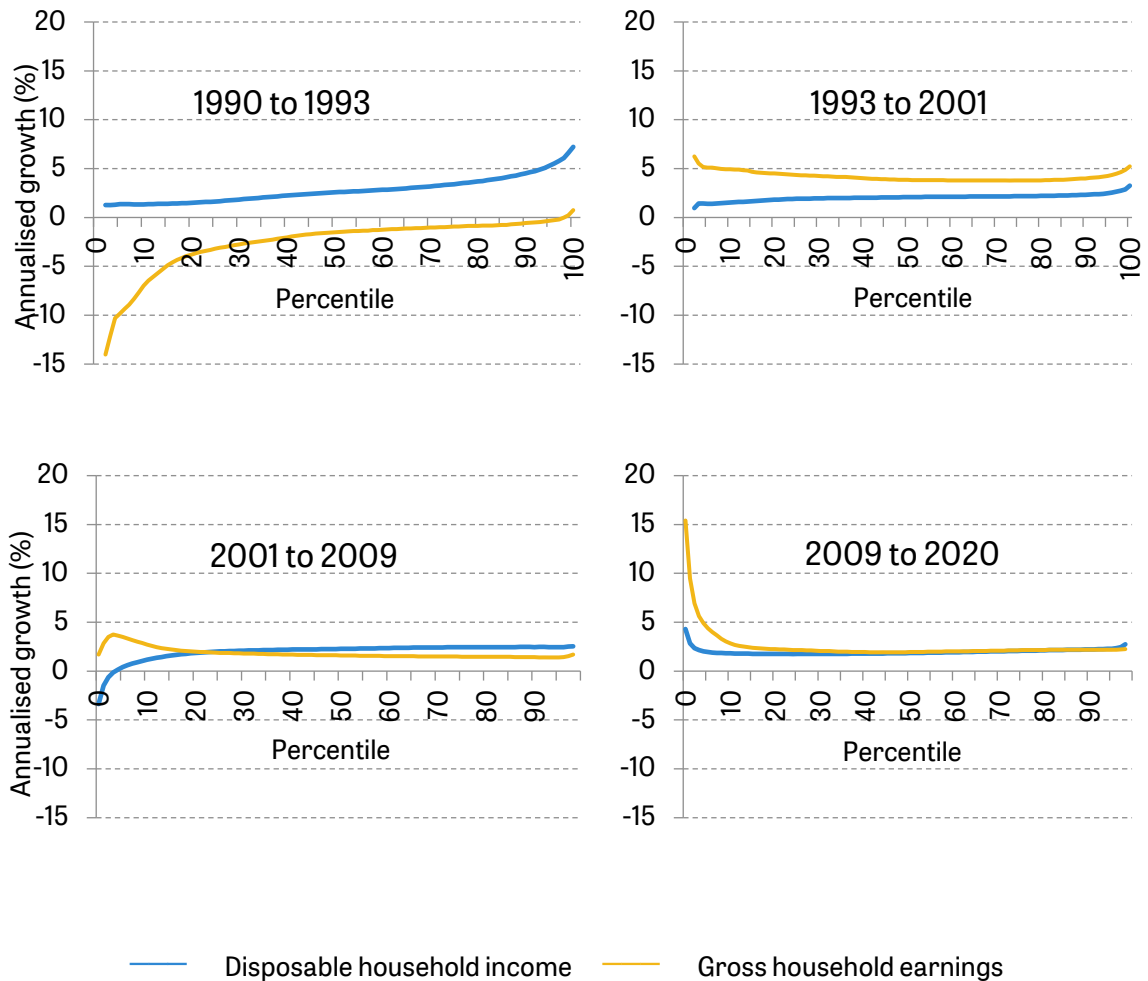 1990 to 1993
20
15
10
5
0
-5
-10
-15
Annualised growth (%)
0 10 20 30 40 50 60 70 80 90 100
Percentile
1993 to 2001
20
15
10
5
0
-5
-10
-15
0 10 20 30 40 50 60 70 80 90 100
Percentile
2001 to 2009
20
15
10
5
0
-5
-10
-15
Annualised growth (%)
0 10 20 30 40 50 60 70 80 90
Percentile
2009 to 2020
20
15
10
5
0
-5
-10
-15
0 10 20 30 40 50 60 70 80 90
Percentile
Disposable household income
Gross household earnings